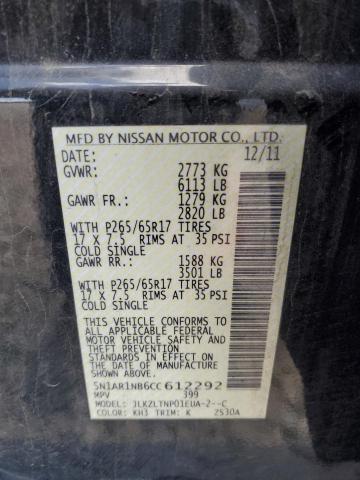 MFD BY NISSAN MOTOR CO., LTD.
DATE: 12/11
GVWR: 2773 KG
6113 LB
GAWR FR: 1279 KG
2820 LB
WITH P265/65R17 TIRES
17 X 7.5 RIMS AT 35 PSI
COLD SINGLE
GAWR RR: 1588 KG
3501 LB
WITH P265/65R17 TIRES
17 X 7.5 RIMS AT 35 PSI
COLD SINGLE
THIS VEHICLE CONFORMS TO
ALL APPLICABLE FEDERAL
MOTOR VEHICLE SAFETY
STANDARDS IN EFFECT ON THE
DATE OF MANUFACTURE SHOWN
ABOVE.
5N1AR1NB6CC612292
MPV 399
MODEL: JLKZLTNP01EUA-2--C
COLOR: KH3 TRIM: K ZS30A